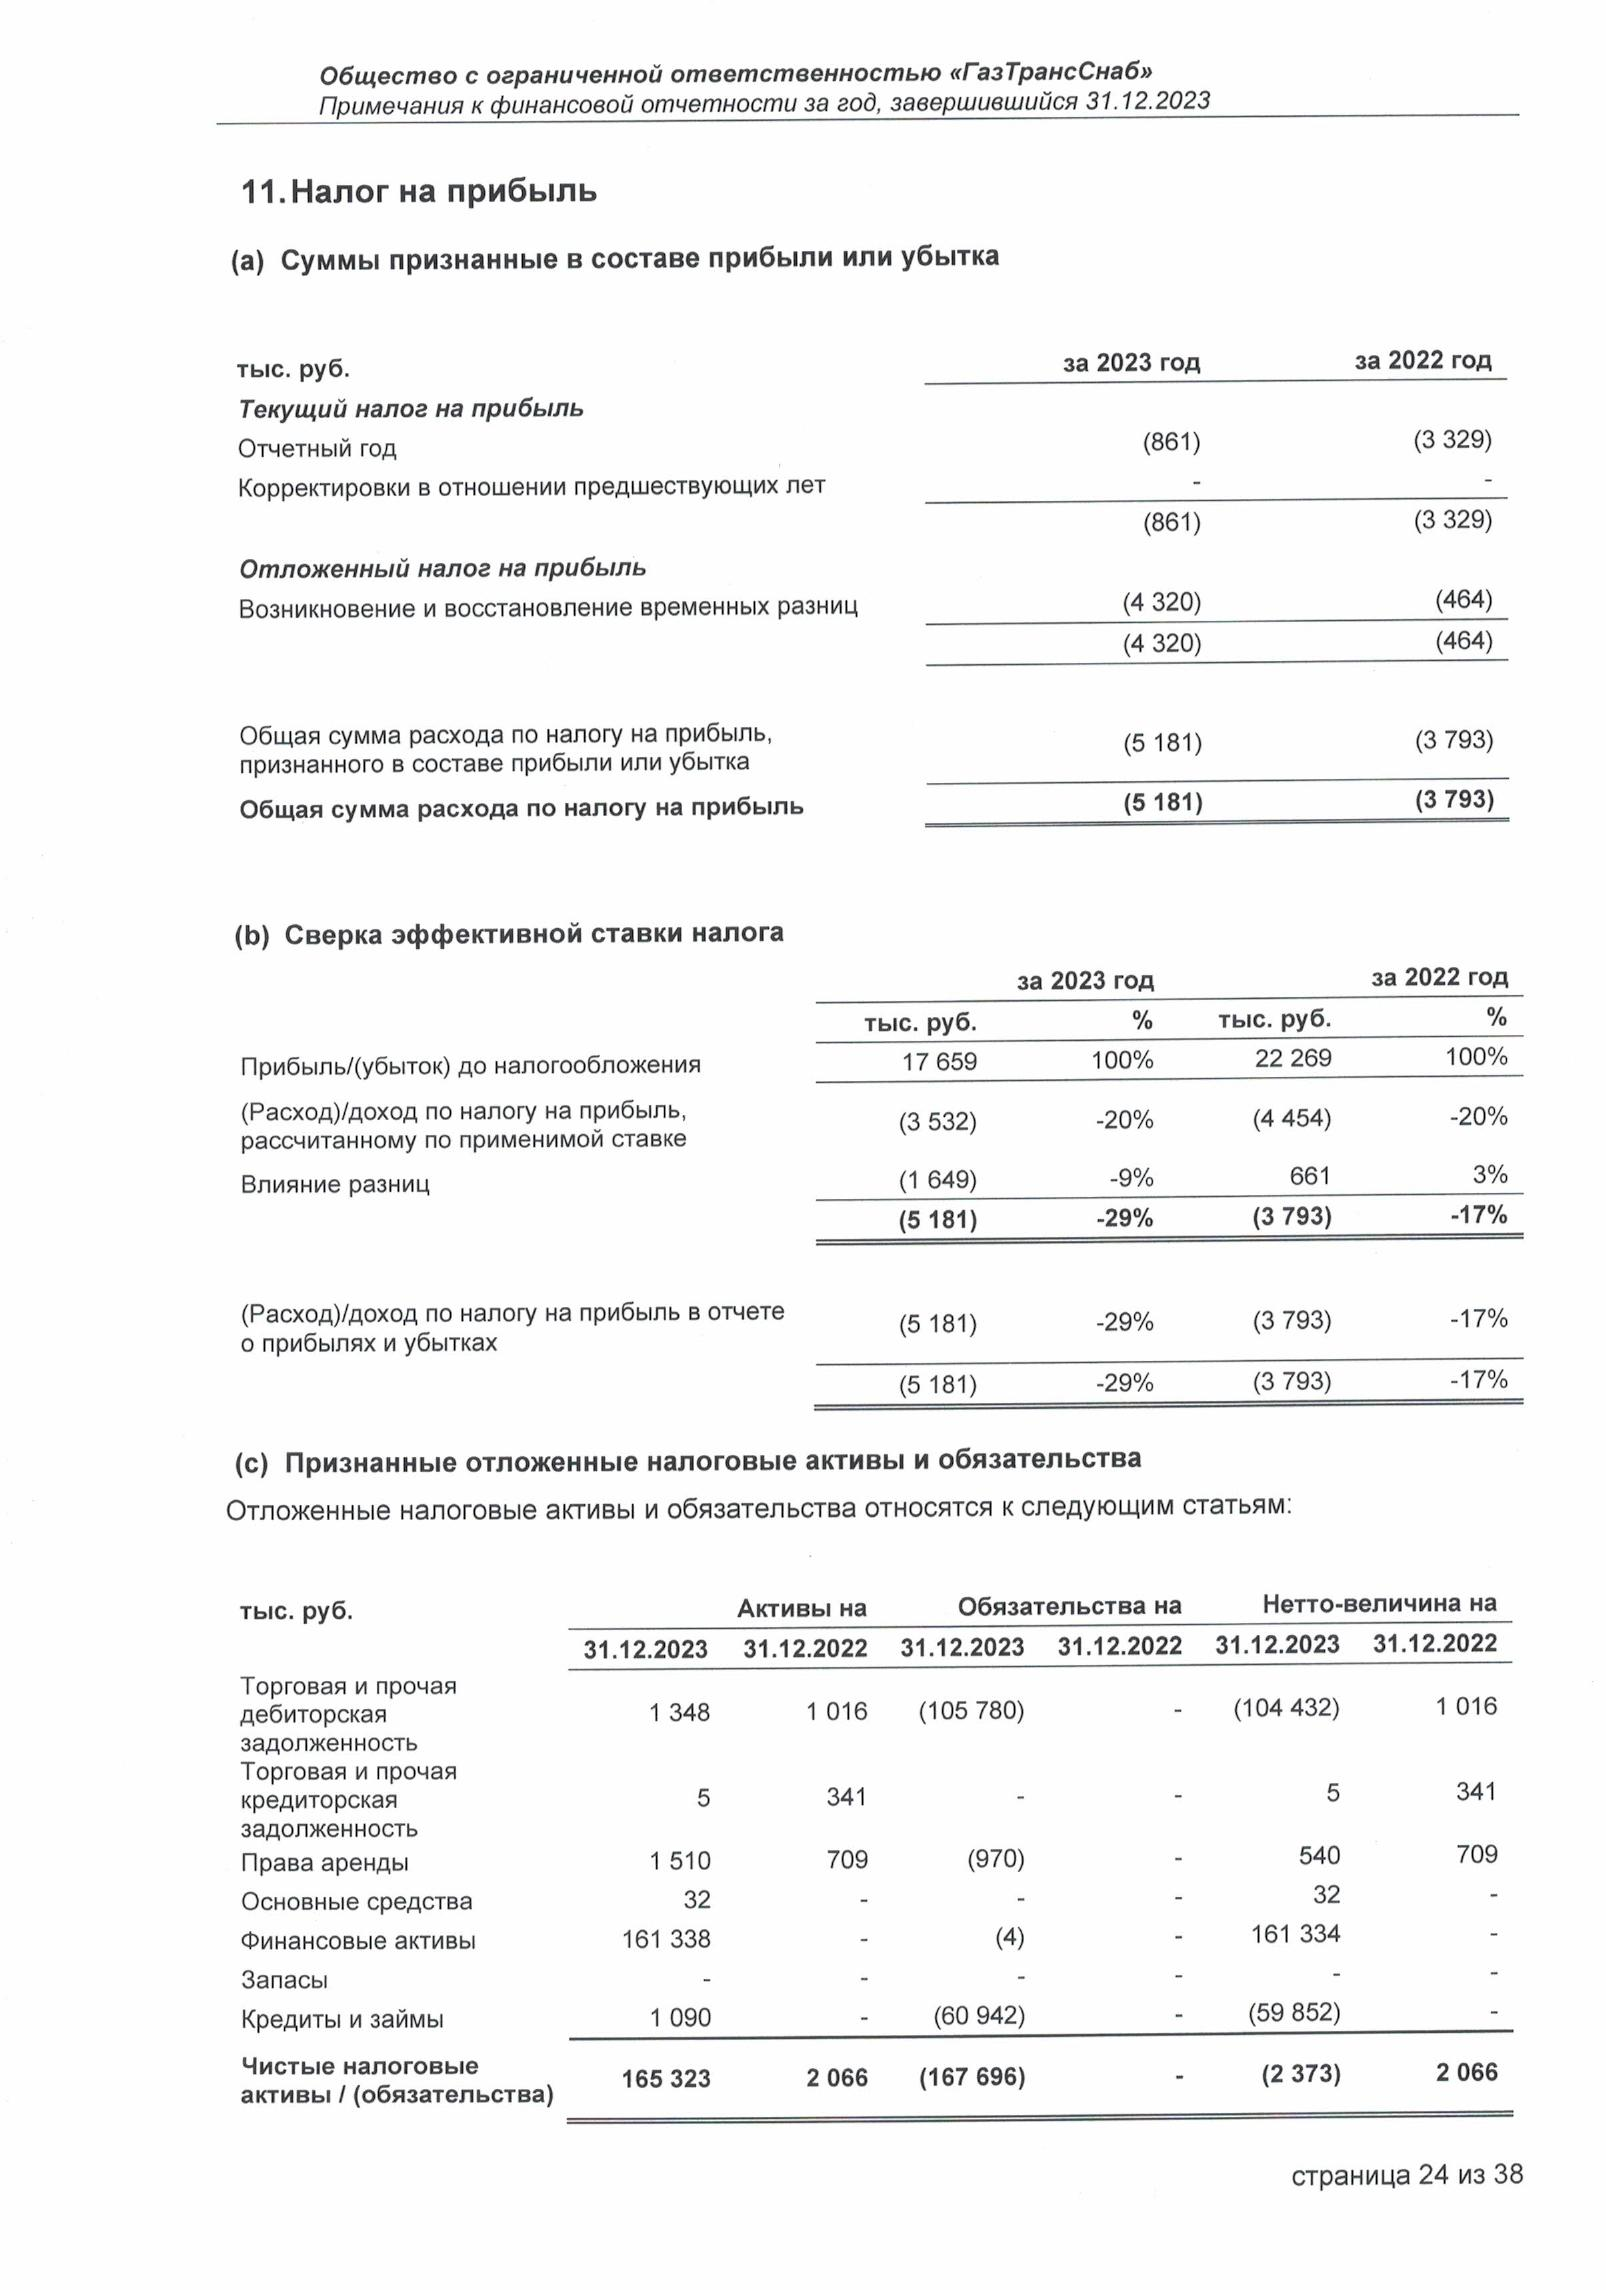 Общество с ограниченной ответственностью «ГазТрансСнаб»
Примечания к финансовой отчетности за год, завершившийся 31.12.2023
11. Налог на прибыль
(a) Суммы признанные в составе прибыли или убытка
тыс. руб. за 2023 год за 2022 год
Текущий налог на прибыль
Отчетный год (861) (3 329)
Корректировки в отношении предшествующих лет - -
(861) (3 329)
Отложенный налог на прибыль
Возникновение и восстановление временных разниц (4 320) (464)
(4 320) (464)
Общая сумма расхода по налогу на прибыль,
признанного в составе прибыли или убытка (5 181) (3 793)
Общая сумма расхода по налогу на прибыль (5 181) (3 793)
(b) Сверка эффективной ставки налога
за 2023 год за 2022 год
тыс. руб. % тыс. руб. %
Прибыль/(убыток) до налогообложения 17 659 100% 22 269 100%
(Расход)/доход по налогу на прибыль,
рассчитанному по применимой ставке (3 532) -20% (4 454) -20%
Влияние разниц (1 649) -9% 661 3%
(5 181) -29% (3 793) -17%
(Расход)/доход по налогу на прибыль в отчете
о прибылях и убытках (5 181) -29% (3 793) -17%
(5 181) -29% (3 793) -17%
(c) Признанные отложенные налоговые активы и обязательства
Отложенные налоговые активы и обязательства относятся к следующим статьям:
тыс. руб. Активы на Обязательства на Нетто-величина на
31.12.2023 31.12.2022 31.12.2023 31.12.2022 31.12.2023 31.12.2022
Торговая и прочая
дебиторская 1 348 1 016 (105 780) - (104 432) 1 016
задолженность
Торговая и прочая
кредиторская 5 341 - - 5 341
задолженность
Права аренды 1 510 709 (970) - 540 709
Основные средства 32 - - - 32 -
Финансовые активы 161 338 - (4) - 161 334 -
Запасы - - - - - -
Кредиты и займы 1 090 - (60 942) - (59 852) -
Чистые налоговые
активы / (обязательства) 165 323 2 066 (167 696) - (2 373) 2 066
страница 24 из 38